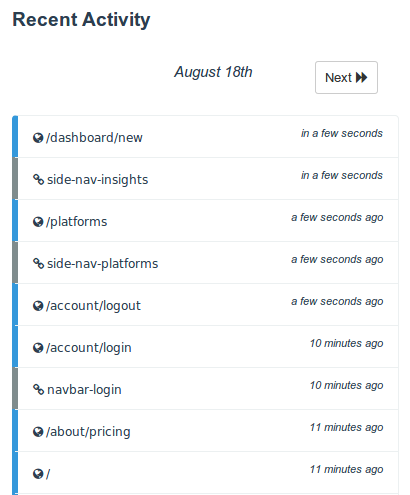 Recent Activity
August 18th
Next
/dashboard/new in a few seconds
side-nav-insights in a few seconds
/platforms a few seconds ago
side-nav-platforms a few seconds ago
/account/logout a few seconds ago
/account/login 10 minutes ago
navbar-login 10 minutes ago
/about/pricing 11 minutes ago
/ 11 minutes ago